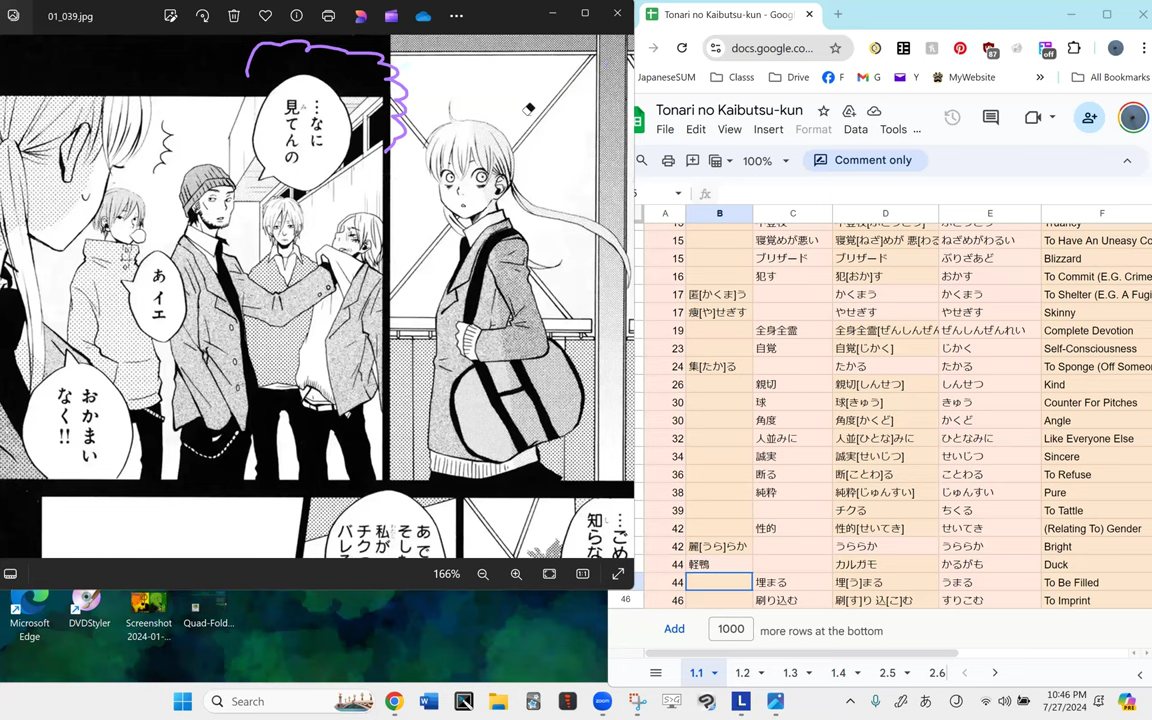 01_039.jpg
…なに
見てんの
み
あイエ
おかまい
なく!!
…ごめ
知らな
し
あで
そし
私が
わたし
チク
バレ
166%
1:1
Microsoft
Edge
DVDStyler
Screenshot
2024-01-...
Quad-Fold...
Tonari no Kaibutsu-kun - Goog
docs.google.co...
87
off
JapaneseSUM
Classs
Drive
F
G
Y
MyWebsite
All Bookmarks
Tonari no Kaibutsu-kun
File Edit View Insert Format Data Tools ...
100%
Comment only
fx
A B C D E F
15 寝覚めが悪い 寝覚[ねざ]めが 悪[わる ねざめがわるい To Have An Uneasy Co
15 ブリザード ブリザード ぶりざあど Blizzard
16 犯す 犯[おか]す おかす To Commit (E.G. Crime
17 匿[かくま]う かくまう かくまう To Shelter (E.G. A Fugi
17 痩[や]せぎす やせぎす やせぎす Skinny
19 全身全霊 全身全霊[ぜんしんぜん ぜんしんぜんれい Complete Devotion
23 自覚 自覚[じかく] じかく Self-Consciousness
24 集[たか]る たかる たかる To Sponge (Off Someo
26 親切 親切[しんせつ] しんせつ Kind
30 球 球[きゅう] きゅう Counter For Pitches
30 角度 角度[かくど] かくど Angle
32 人並みに 人並[ひとな]みに ひとなみに Like Everyone Else
34 誠実 誠実[せいじつ] せいじつ Sincere
36 断る 断[ことわ]る ことわる To Refuse
38 純粋 純粋[じゅんすい] じゅんすい Pure
39 チクる ちくる To Tattle
42 性的 性的[せいてき] せいてき (Relating To) Gender
42 麗[うら]らか うららか うららか Bright
44 軽鴨 カルガモ かるがも Duck
44 埋まる 埋[う]まる うまる To Be Filled
46 46 刷り込む 刷[す]り 込[こ]む すりこむ To Imprint
Add 1000 more rows at the bottom
1.1 1.2 1.3 1.4 2.5 2.6
Search
あ
10:46 PM
7/27/2024